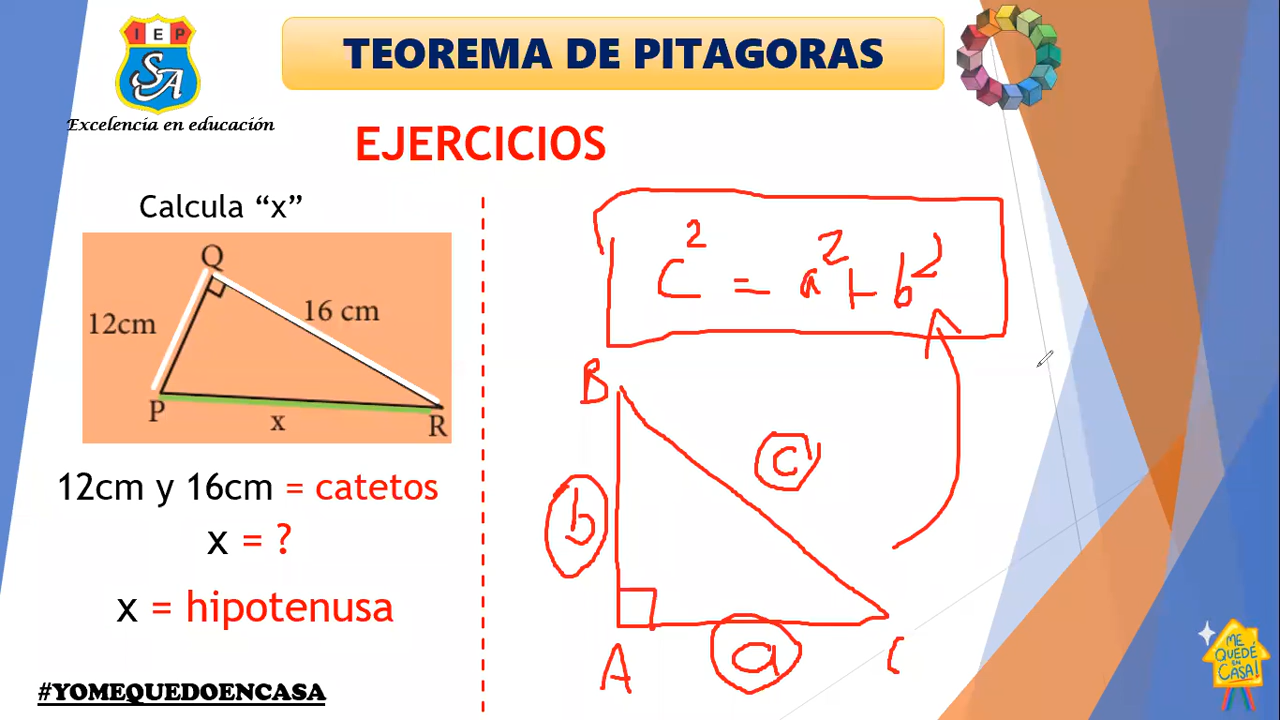 IEP
SA
Excelencia en educación
TEOREMA DE PITAGORAS
EJERCICIOS
Calcula “x”
Q
12cm
16 cm
P
x
R
12cm y 16cm = catetos
x = ?
x = hipotenusa
#YOMEQUEDOENCASA
c² = a² + b²
B
c
b
A
a
C
ME
QUEDÉ
EN
CASA!